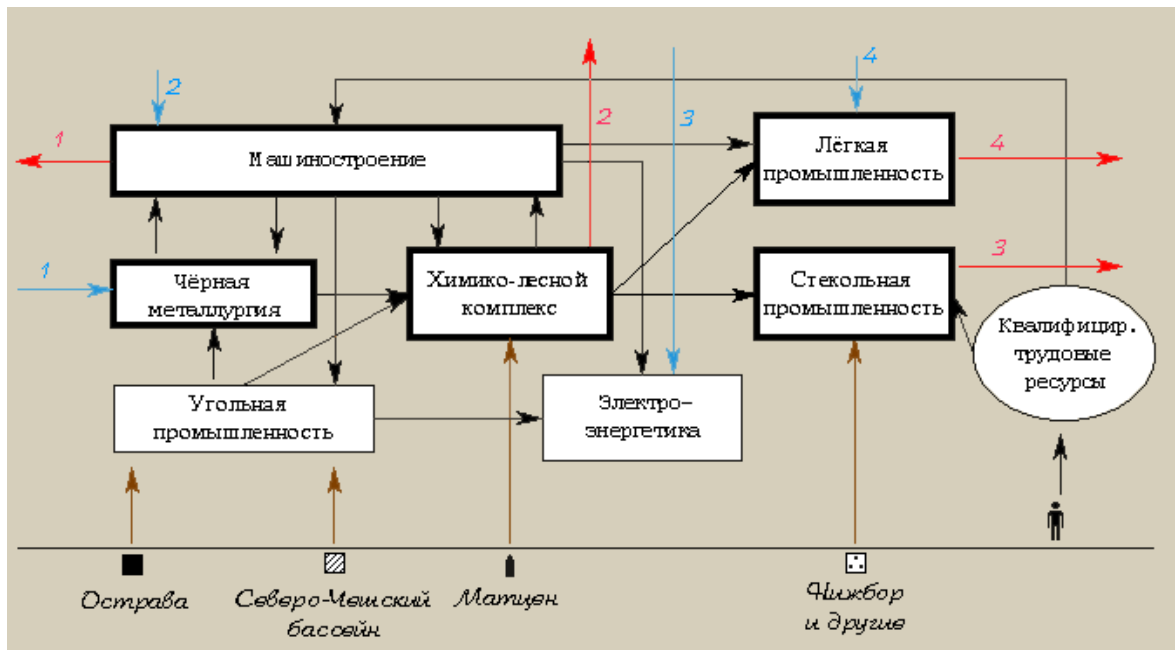 2
4
1
2
3
Машиностроение
Лёгкая
промышленность
4
1
Чёрная
металлургия
Химико-лесной
комплекс
3
Стекольная
промышленность
Квалифицир.
трудовые
ресурсы
Угольная
промышленность
Электро-
энергетика
Острава
Северо-Чешский
бассейн
Матцен
Нижбор
и другие